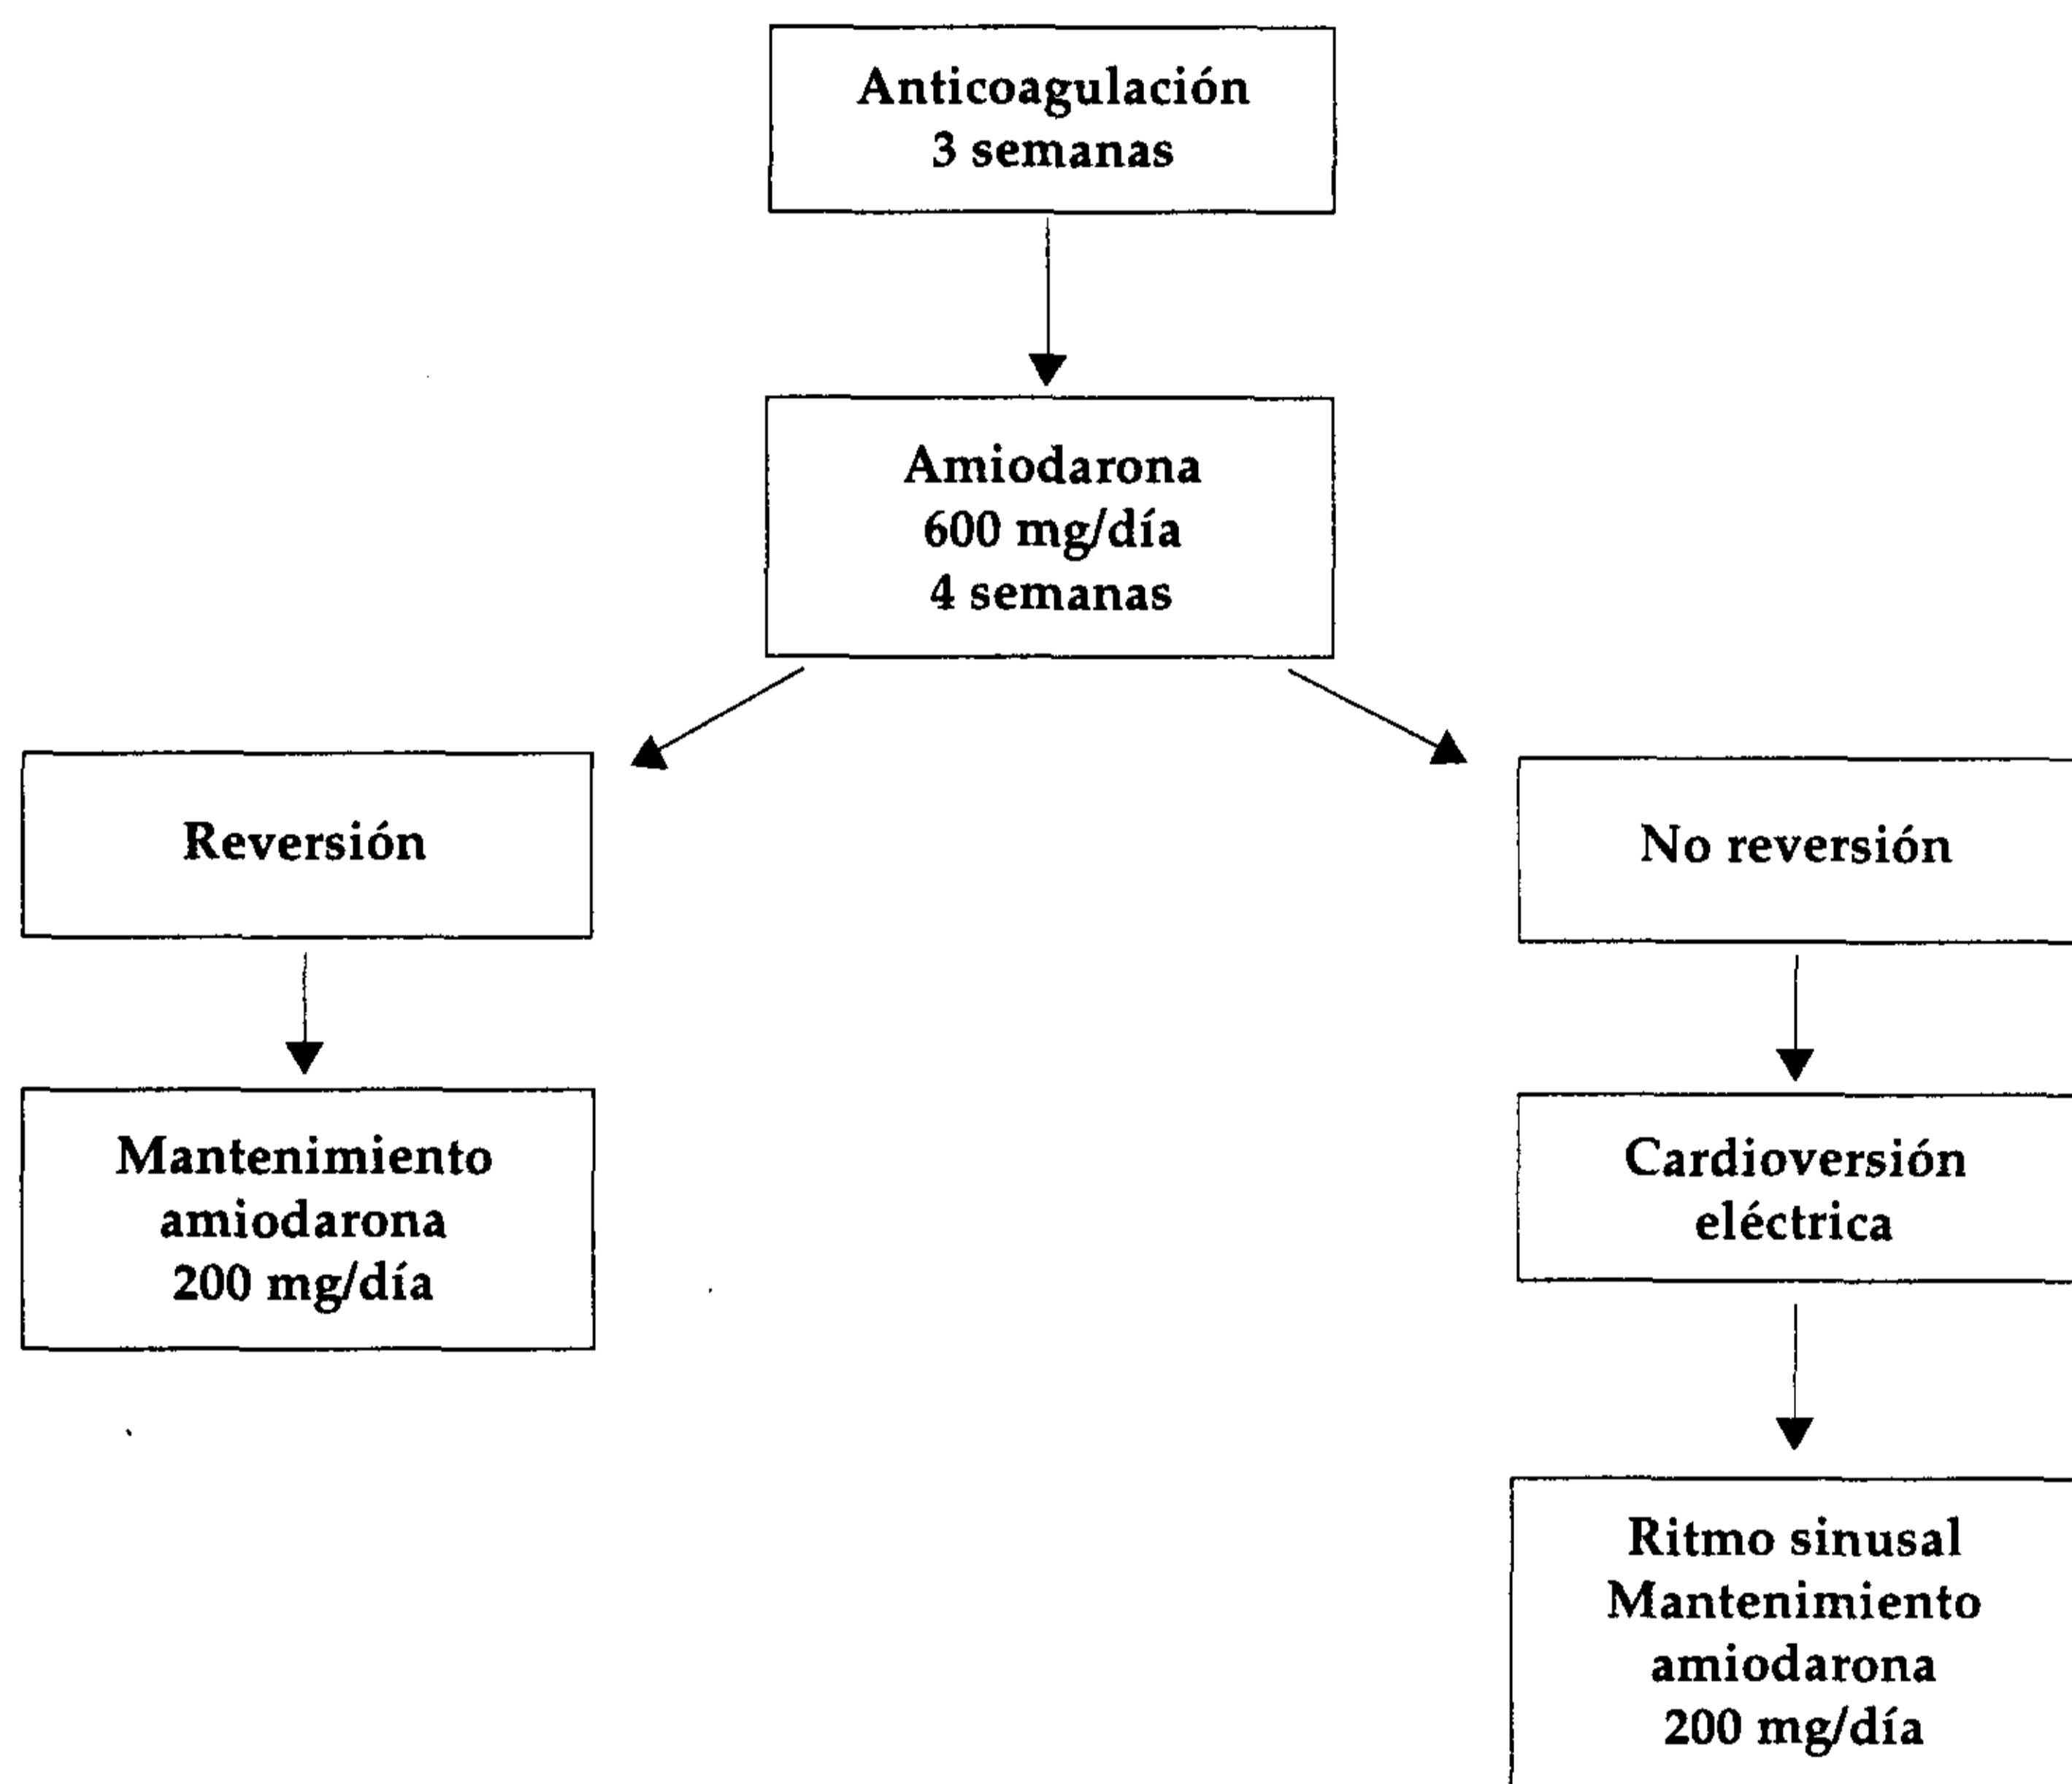 Anticoagulación
3 semanas
Amiodarona
600 mg/día
4 semanas
Reversión
No reversión
Mantenimiento
amiodarona
200 mg/día
Cardioversión
eléctrica
Ritmo sinusal
Mantenimiento
amiodarona
200 mg/día